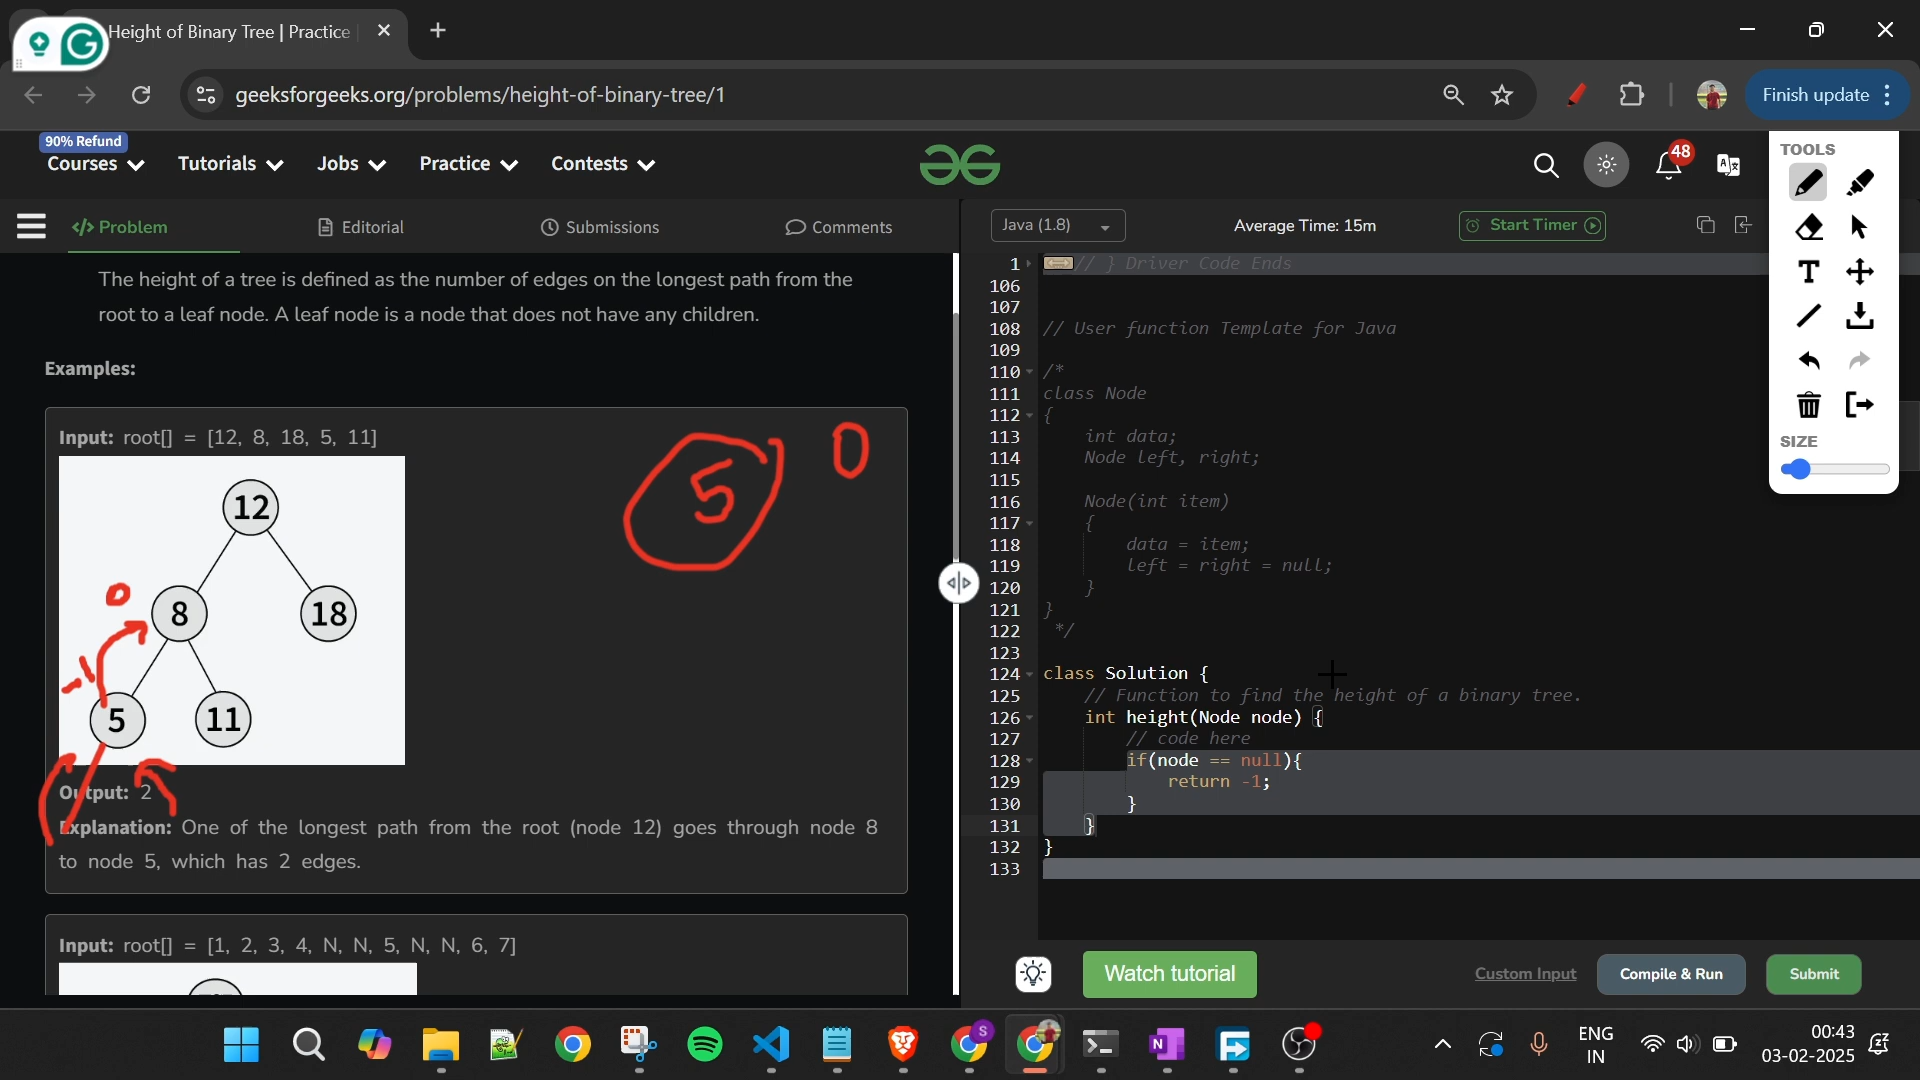 Height of Binary Tree | Practice
geeksforgeeks.org/problems/height-of-binary-tree/1
Finish update
90% Refund
Courses
Tutorials
Jobs
Practice
Contests
48
TOOLS
</> Problem
Editorial
Submissions
Comments
Java (1.8)
Average Time: 15m
Start Timer
The height of a tree is defined as the number of edges on the longest path from the
root to a leaf node. A leaf node is a node that does not have any children.
Examples:
Input: root[] = [12, 8, 18, 5, 11]
5
0
12
0
8
18
-1
5
11
Output: 2
Explanation: One of the longest path from the root (node 12) goes through node 8
to node 5, which has 2 edges.
Input: root[] = [1, 2, 3, 4, N, N, 5, N, N, 6, 7]
SIZE
1 // } Driver Code Ends
106
107
108 // User function Template for Java
109
110 /*
111 class Node
112 {
113 int data;
114 Node left, right;
115
116 Node(int item)
117 {
118 data = item;
119 left = right = null;
120 }
121 }
122 */
123
124 class Solution {
125 // Function to find the height of a binary tree.
126 int height(Node node) {
127 // code here
128 if(node == null){
129 return -1;
130 }
131 }
132 }
133
Watch tutorial
Custom Input
Compile & Run
Submit
S
ENG
IN
00:43
03-02-2025